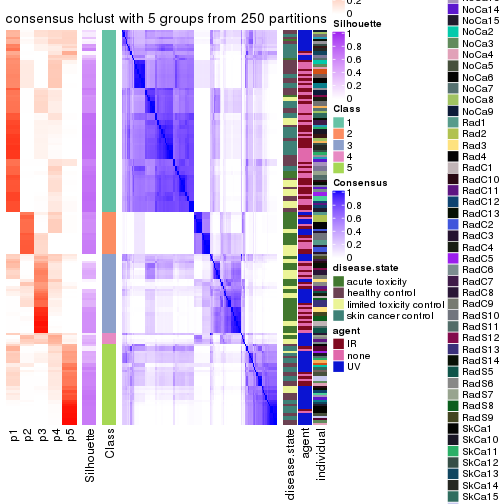 consensus hclust with 5 groups from 250 partitions
p1
p2
p3
p4
p5
Silhouette
Class
disease.state
agent
individual
0.2
0
Silhouette
1
0.8
0.6
0.4
0.2
0
Class
1
2
3
4
5
Consensus
1
0.8
0.6
0.4
0.2
0
disease.state
acute toxicity
healthy control
limited toxicity control
skin cancer control
agent
IR
none
UV
NoCa14
NoCa15
NoCa2
NoCa3
NoCa4
NoCa5
NoCa6
NoCa7
NoCa8
NoCa9
Rad1
Rad2
Rad3
Rad4
RadC1
RadC10
RadC11
RadC12
RadC13
RadC2
RadC3
RadC4
RadC5
RadC6
RadC7
RadC8
RadC9
RadS10
RadS11
RadS12
RadS13
RadS14
RadS5
RadS6
RadS7
RadS8
RadS9
SkCa1
SkCa10
SkCa11
SkCa12
SkCa13
SkCa14
SkCa15